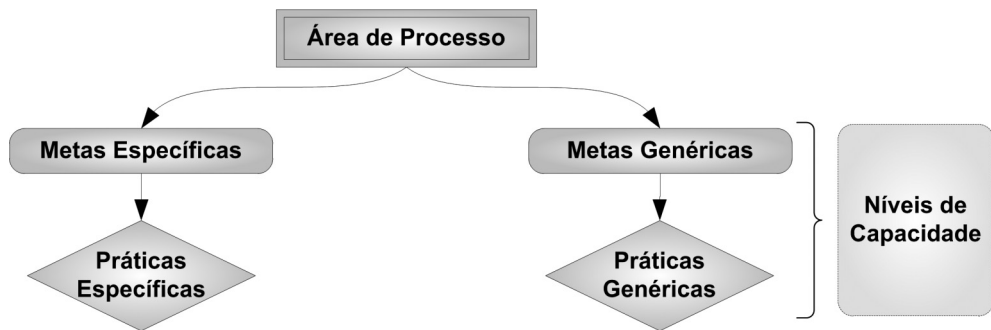 Área de Processo
Metas Específicas
Metas Genéricas
Níveis de
Capacidade
Práticas
Específicas
Práticas
Genéricas